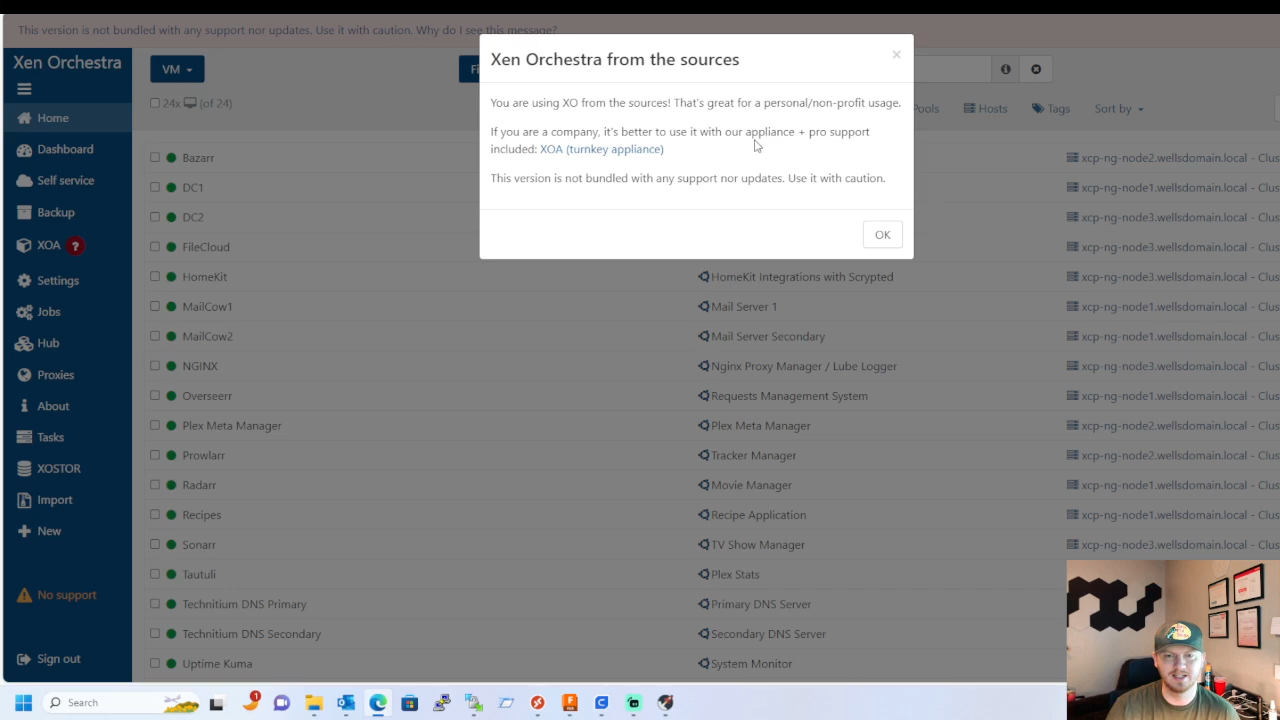 This version is not bundled with any support nor updates. Use it with caution. Why do I see this message?
Xen Orchestra
Home
Dashboard
Self service
Backup
XOA ?
Settings
Jobs
Hub
Proxies
About
Tasks
XOSTOR
Import
New
No support
Sign out
VM
Fi
24x (of 24)
Pools
Hosts
Tags
Sort by
Xen Orchestra from the sources
×
You are using XO from the sources! That's great for a personal/non-profit usage.
If you are a company, it's better to use it with our appliance + pro support
included: XOA (turnkey appliance)
This version is not bundled with any support nor updates. Use it with caution.
OK
Bazarr xcp-ng-node2.wellsdomain.local - Clus
DC1 xcp-ng-node1.wellsdomain.local - Clus
DC2 xcp-ng-node3.wellsdomain.local - Clus
FileCloud xcp-ng-node3.wellsdomain.local - Clus
HomeKit HomeKit Integrations with Scrypted xcp-ng-node3.wellsdomain.local - Clus
MailCow1 Mail Server 1 xcp-ng-node1.wellsdomain.local - Clus
MailCow2 Mail Server Secondary xcp-ng-node1.wellsdomain.local - Clus
NGINX Nginx Proxy Manager / Lube Logger xcp-ng-node3.wellsdomain.local - Clus
Overseerr Requests Management System xcp-ng-node1.wellsdomain.local - Clus
Plex Meta Manager Plex Meta Manager xcp-ng-node2.wellsdomain.local - Clus
Prowlarr Tracker Manager xcp-ng-node2.wellsdomain.local - Clus
Radarr Movie Manager xcp-ng-node1.wellsdomain.local - Clus
Recipes Recipe Application xcp-ng-node1.wellsdomain.local - Clus
Sonarr TV Show Manager xcp-ng-node3.wellsdomain.local - Clus
Tautuli Plex Stats
Technitium DNS Primary Primary DNS Server
Technitium DNS Secondary Secondary DNS Server
Uptime Kuma System Monitor
Search
1